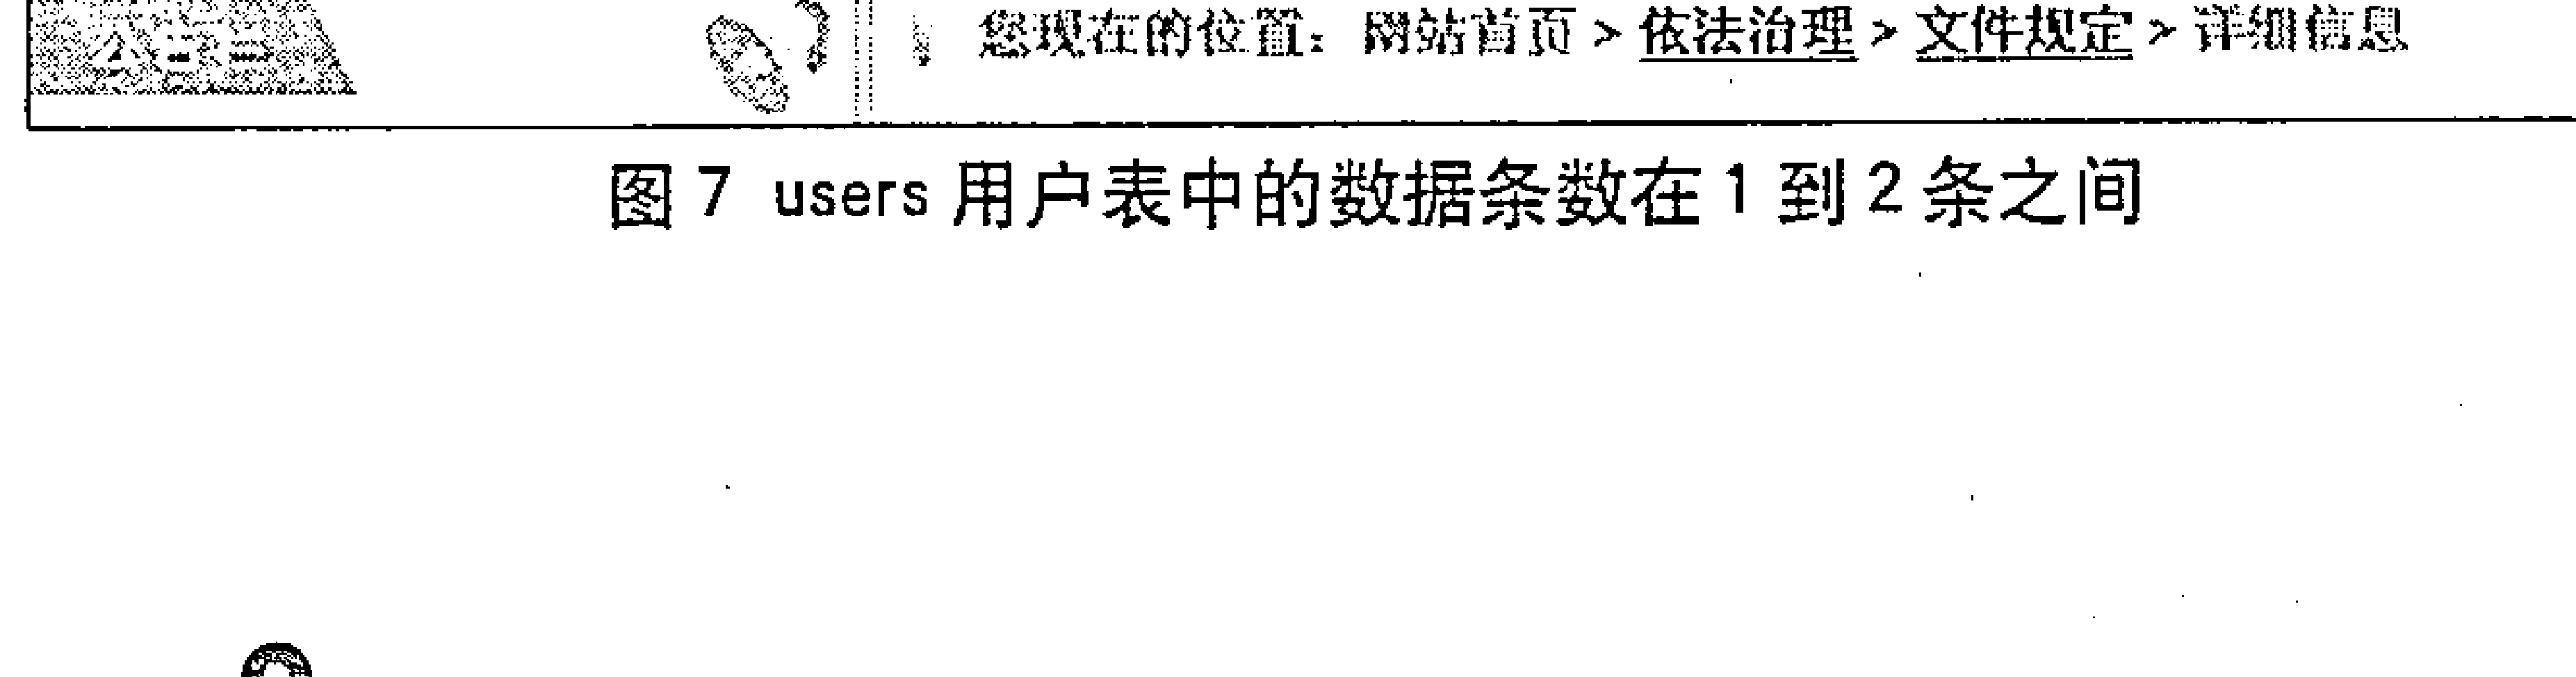 您现在的位置：网站首页 > 依法治理 > 文件规定 > 详细信息
图 7 users 用户表中的数据条数在 1 到 2 条之间